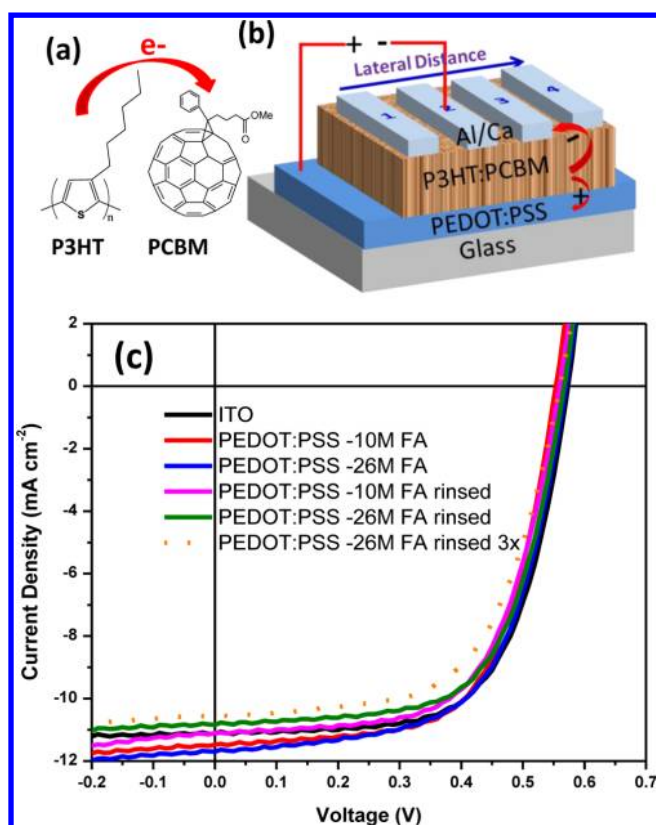 (a)
e-
OMe
O
S
n
P3HT
PCBM
(b)
+ -
Lateral Distance
1 2 3 4
Al/Ca
-
P3HT:PCBM
+
PEDOT:PSS
Glass
(c)
ITO
PEDOT:PSS -10M FA
PEDOT:PSS -26M FA
PEDOT:PSS -10M FA rinsed
PEDOT:PSS -26M FA rinsed
PEDOT:PSS -26M FA rinsed 3x
Current Density (mA cm⁻²)
2
0
-2
-4
-6
-8
-10
-12
-0.2 -0.1 0.0 0.1 0.2 0.3 0.4 0.5 0.6 0.7
Voltage (V)